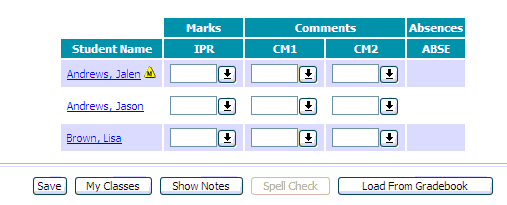 Marks Comments Absences
Student Name IPR CM1 CM2 ABSE
Andrews, Jalen M
Andrews, Jason
Brown, Lisa
Save My Classes Show Notes Spell Check Load From Gradebook